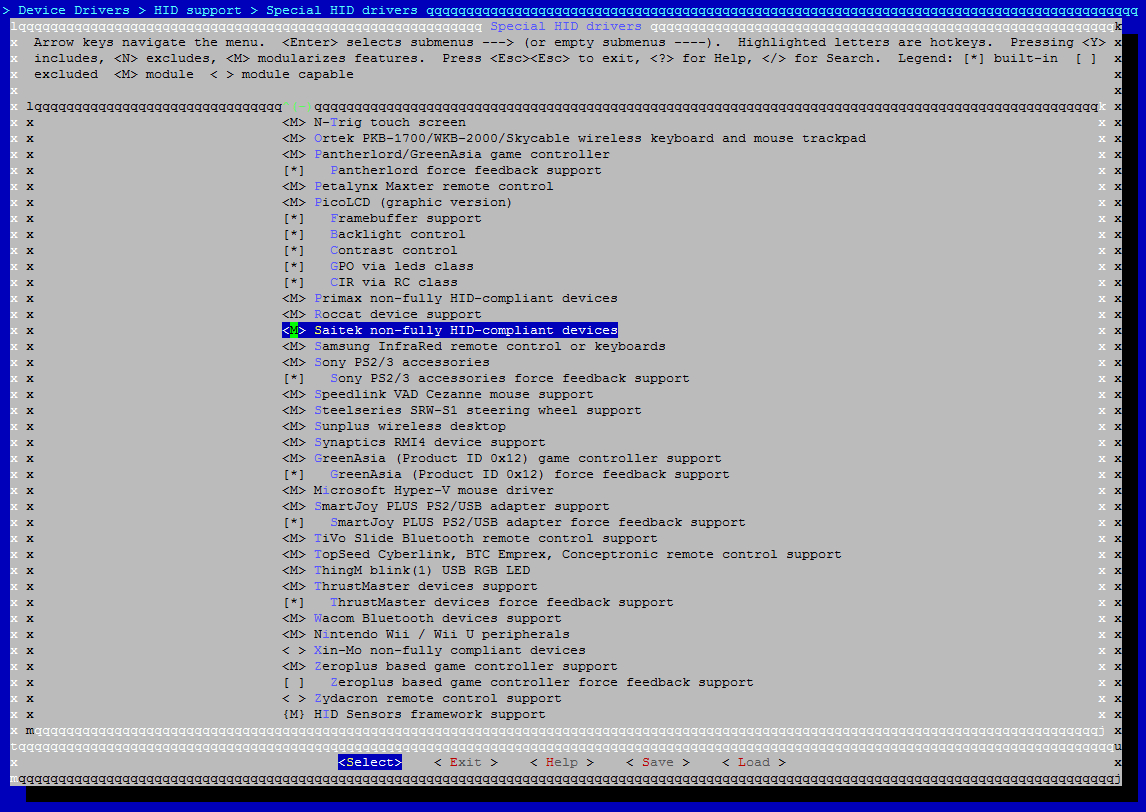 > Device Drivers > HID support > Special HID drivers
Special HID drivers
Arrow keys navigate the menu.  <Enter> selects submenus ---> (or empty submenus ----).  Highlighted letters are hotkeys.  Pressing <Y>
includes, <N> excludes, <M> modularizes features.  Press <Esc><Esc> to exit, <?> for Help, </> for Search.  Legend: [*] built-in  [ ]
excluded  <M> module  < > module capable
<M> N-Trig touch screen
<M> Ortek PKB-1700/WKB-2000/Skycable wireless keyboard and mouse trackpad
<M> Pantherlord/GreenAsia game controller
[*]   Pantherlord force feedback support
<M> Petalynx Maxter remote control
<M> PicoLCD (graphic version)
[*]   Framebuffer support
[*]   Backlight control
[*]   Contrast control
[*]   GPO via leds class
[*]   CIR via RC class
<M> Primax non-fully HID-compliant devices
<M> Roccat device support
<M> Saitek non-fully HID-compliant devices
<M> Samsung InfraRed remote control or keyboards
<M> Sony PS2/3 accessories
[*]   Sony PS2/3 accessories force feedback support
<M> Speedlink VAD Cezanne mouse support
<M> Steelseries SRW-S1 steering wheel support
<M> Sunplus wireless desktop
<M> Synaptics RMI4 device support
<M> GreenAsia (Product ID 0x12) game controller support
[*]   GreenAsia (Product ID 0x12) force feedback support
<M> Microsoft Hyper-V mouse driver
<M> SmartJoy PLUS PS2/USB adapter support
[*]   SmartJoy PLUS PS2/USB adapter force feedback support
<M> TiVo Slide Bluetooth remote control support
<M> TopSeed Cyberlink, BTC Emprex, Conceptronic remote control support
<M> ThingM blink(1) USB RGB LED
<M> ThrustMaster devices support
[*]   ThrustMaster devices force feedback support
<M> Wacom Bluetooth devices support
<M> Nintendo Wii / Wii U peripherals
< > Xin-Mo non-fully compliant devices
<M> Zeroplus based game controller support
[ ]   Zeroplus based game controller force feedback support
< > Zydacron remote control support
{M} HID Sensors framework support
<Select>    < Exit >    < Help >    < Save >    < Load >